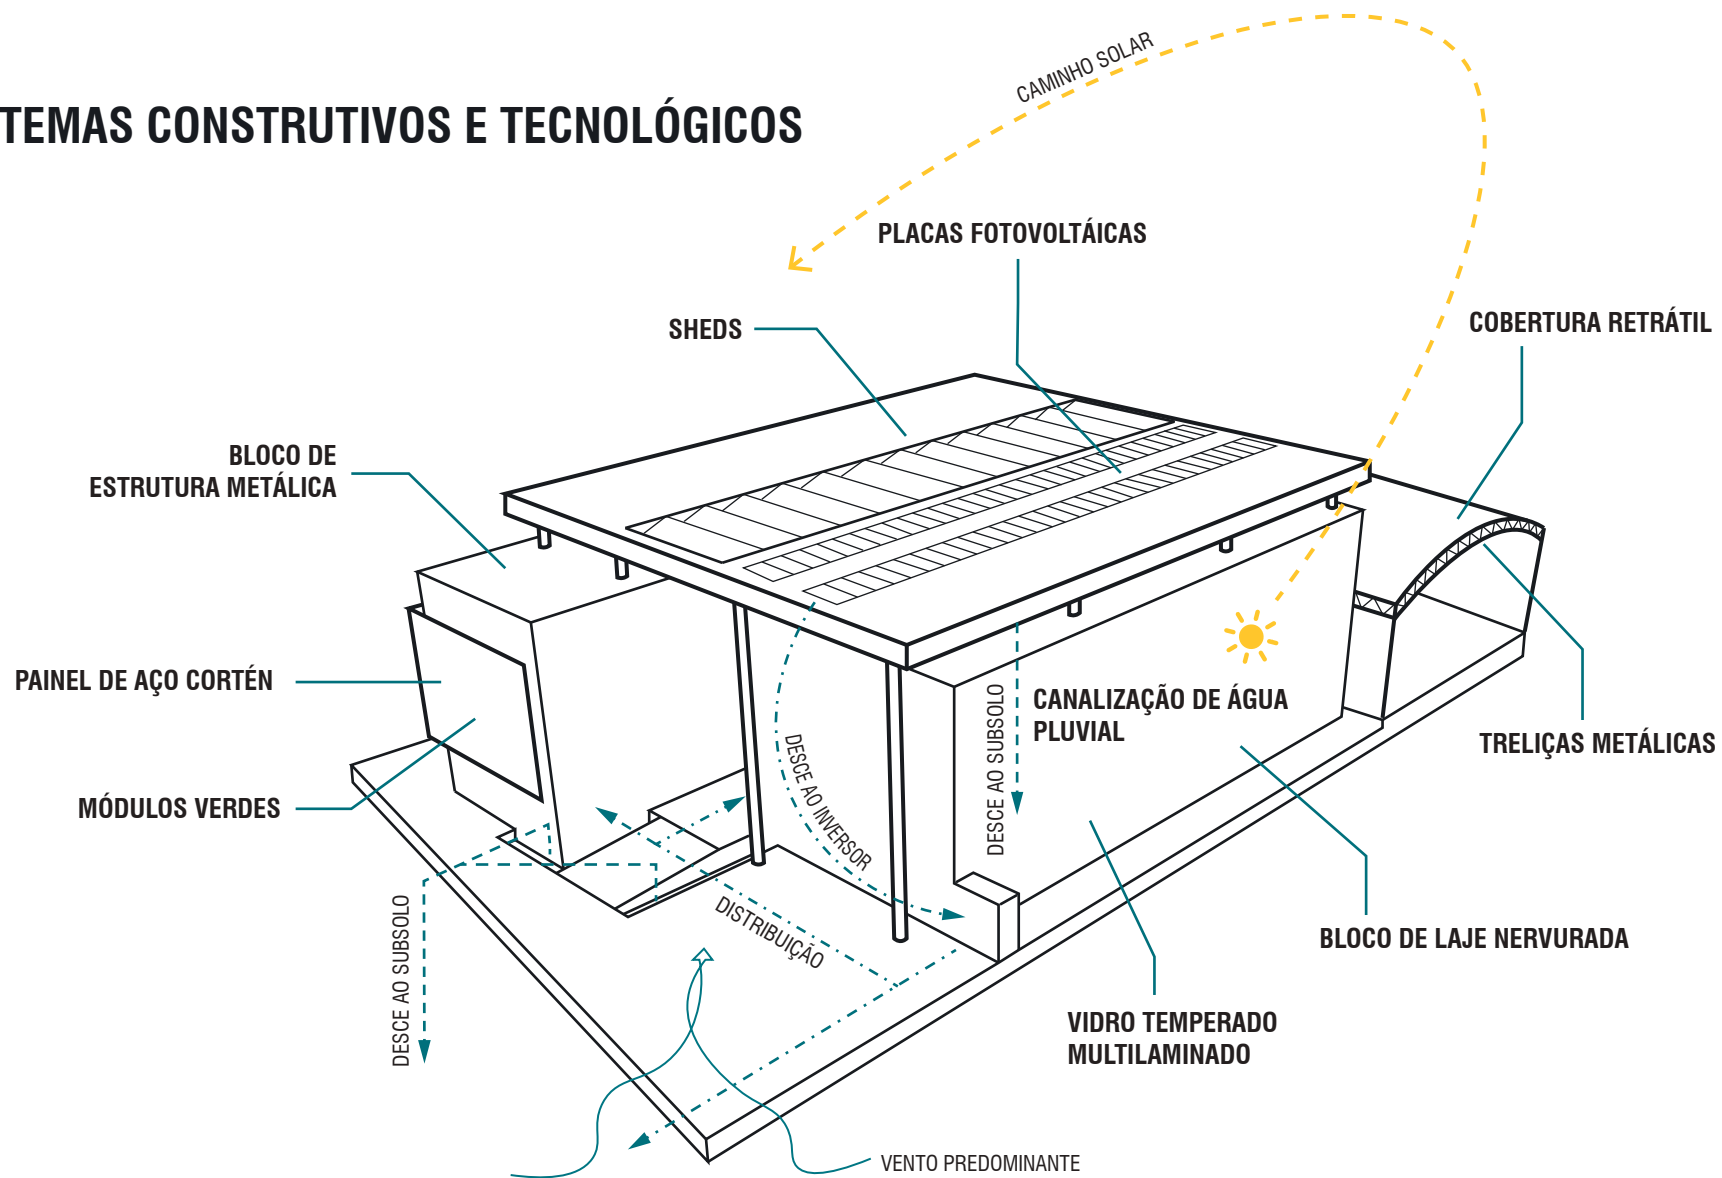 TEMAS CONSTRUTIVOS E TECNOLÓGICOS
CAMINHO SOLAR
PLACAS FOTOVOLTÁICAS
SHEDS
COBERTURA RETRÁTIL
BLOCO DE
ESTRUTURA METÁLICA
PAINEL DE AÇO CORTÉN
MÓDULOS VERDES
DESCE AO INVERSOR
DESCE AO SUBSOLO
CANALIZAÇÃO DE ÁGUA
PLUVIAL
TRELIÇAS METÁLICAS
DISTRIBUIÇÃO
DESCE AO SUBSOLO
BLOCO DE LAJE NERVURADA
VIDRO TEMPERADO
MULTILAMINADO
VENTO PREDOMINANTE